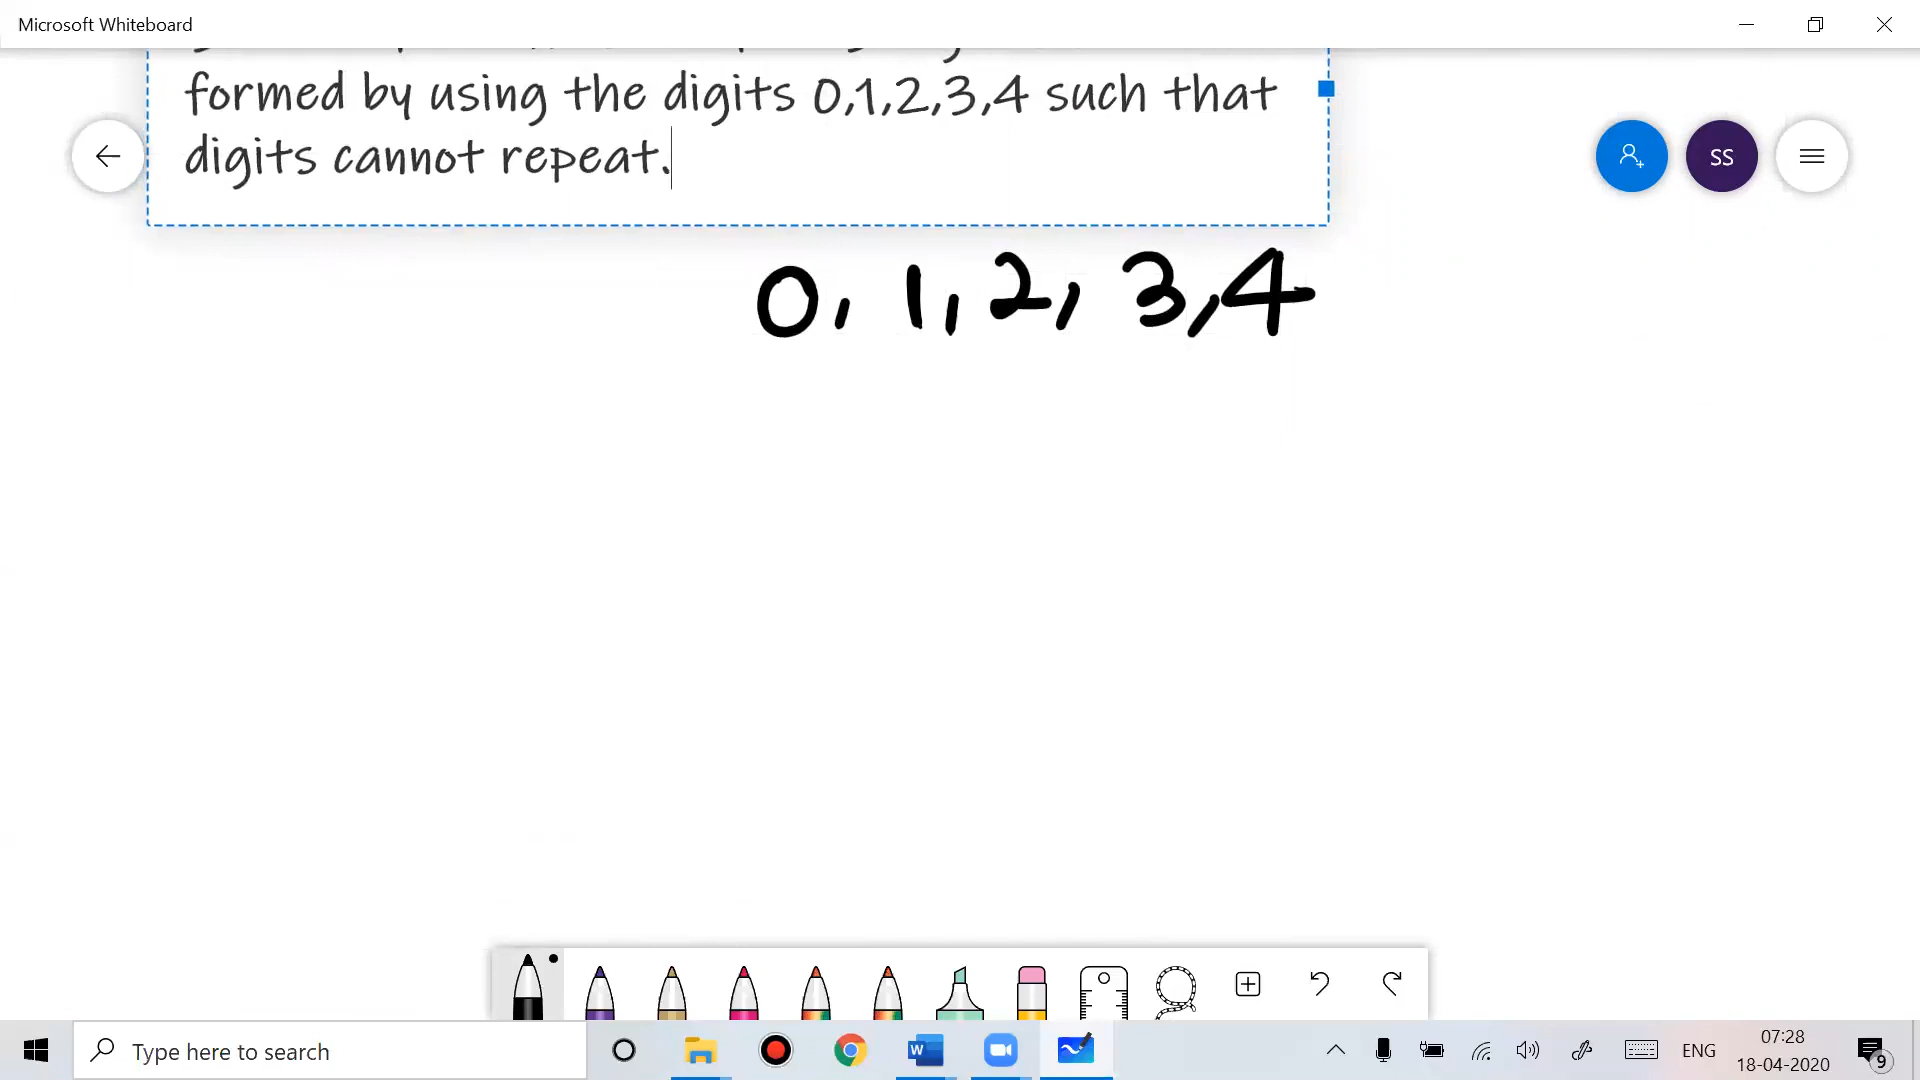 Microsoft Whiteboard
formed by using the digits 0,1,2,3,4 such that
digits cannot repeat.
SS
0, 1, 2, 3, 4
Type here to search
ENG
07:28
18-04-2020
9